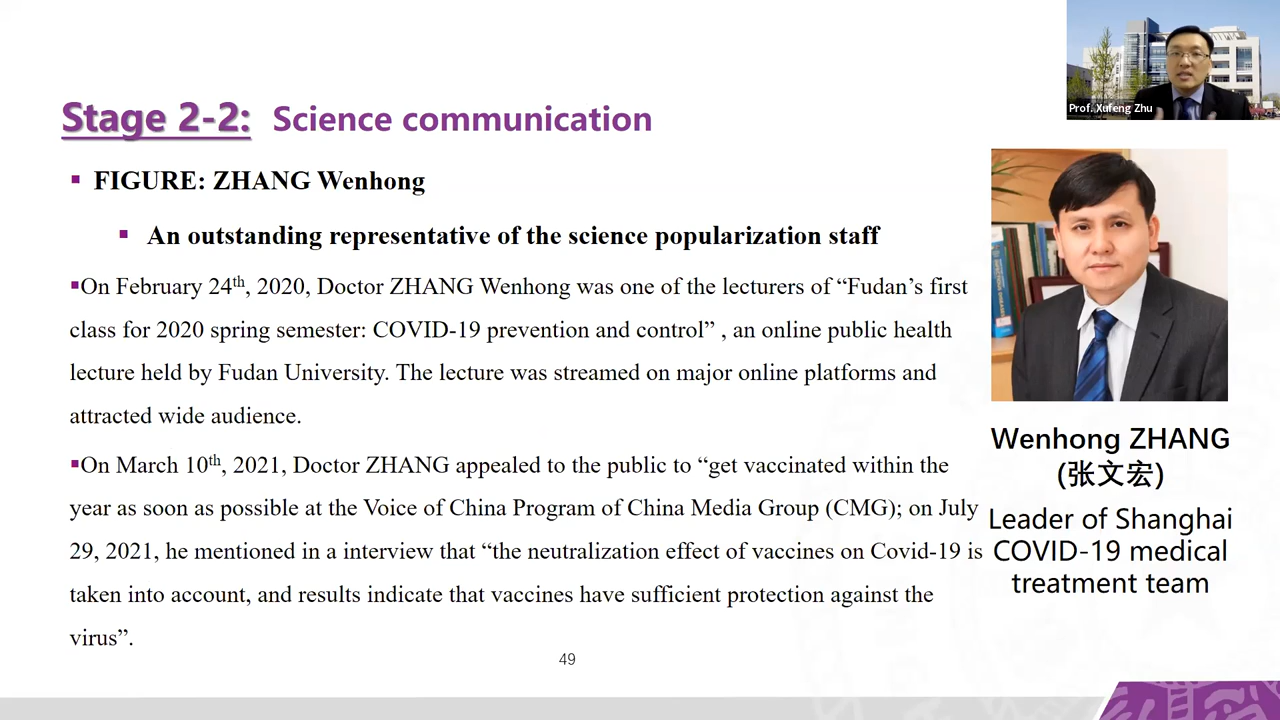 Prof. Xufeng Zhu
Stage 2-2: Science communication
FIGURE: ZHANG Wenhong
An outstanding representative of the science popularization staff
On February 24th, 2020, Doctor ZHANG Wenhong was one of the lecturers of “Fudan’s first
class for 2020 spring semester: COVID-19 prevention and control” , an online public health
lecture held by Fudan University. The lecture was streamed on major online platforms and
attracted wide audience.
On March 10th, 2021, Doctor ZHANG appealed to the public to “get vaccinated within the
year as soon as possible at the Voice of China Program of China Media Group (CMG); on July
29, 2021, he mentioned in a interview that “the neutralization effect of vaccines on Covid-19 is
taken into account, and results indicate that vaccines have sufficient protection against the
virus”.
Wenhong ZHANG
(张文宏)
Leader of Shanghai
COVID-19 medical
treatment team
49